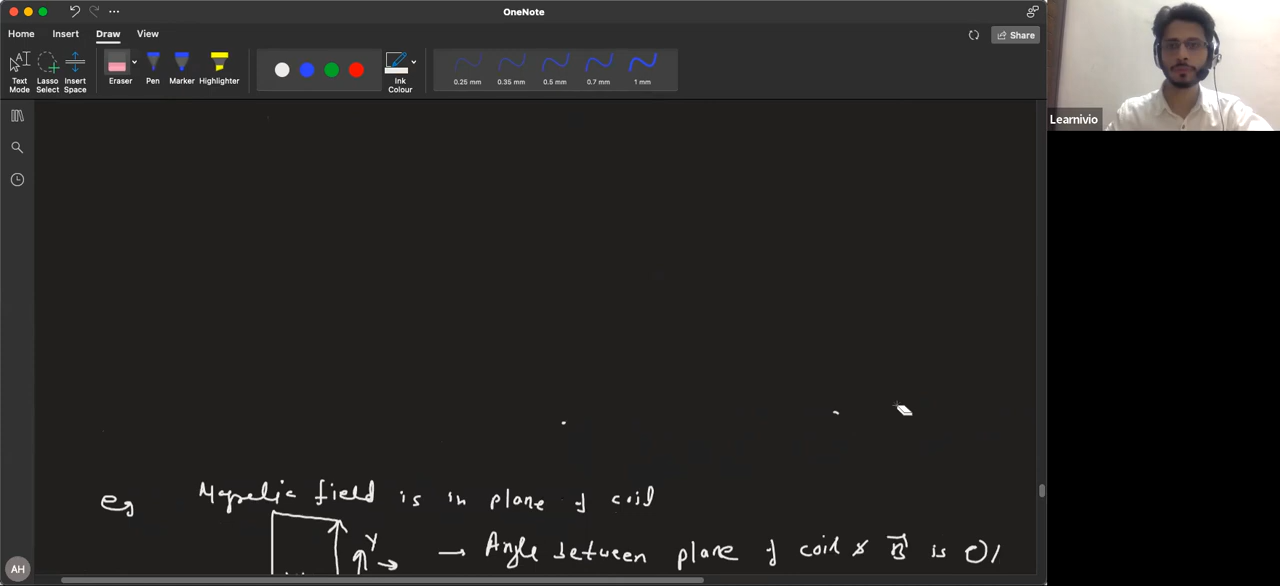 OneNote
Home Insert Draw View
Share
Text Mode
Lasso Select
Insert Space
Eraser
Pen
Marker
Highlighter
Ink Colour
0.25 mm 0.35 mm 0.5 mm 0.7 mm 1 mm
Learnivio
eg Magnetic field is in plane of coil
Y
→ Angle between plane of coil & B is 0
AH